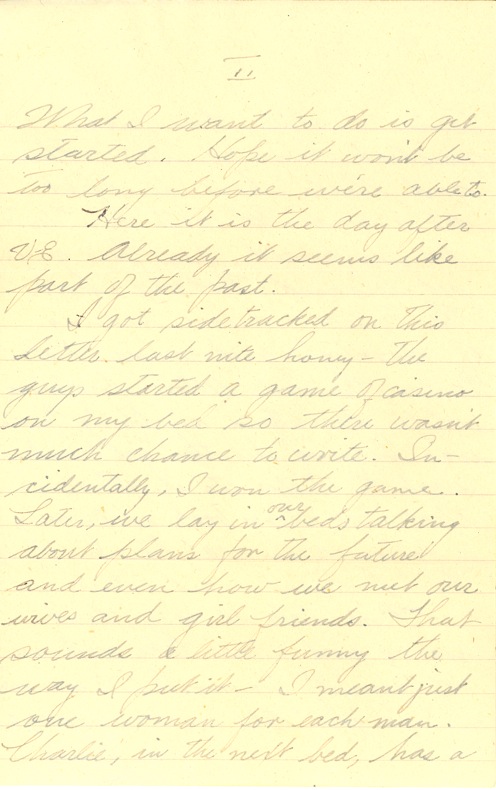 II
What I want to do is get
started. Hope it won't be
too long before we're able to.
Here it is the day after
VE. Already it seems like
part of the past.
I got sidetracked on this
letter last nite honey – the
guys started a game of casino
on my bed so there wasn't
much chance to write. In-
cidentally, I won the game.
Later, we lay in our beds talking
about plans for the future
and even how we met our
wives and girl friends. That
sounds a little funny the
way I put it – I meant just
one woman for each man.
Charlie, in the next bed, has a